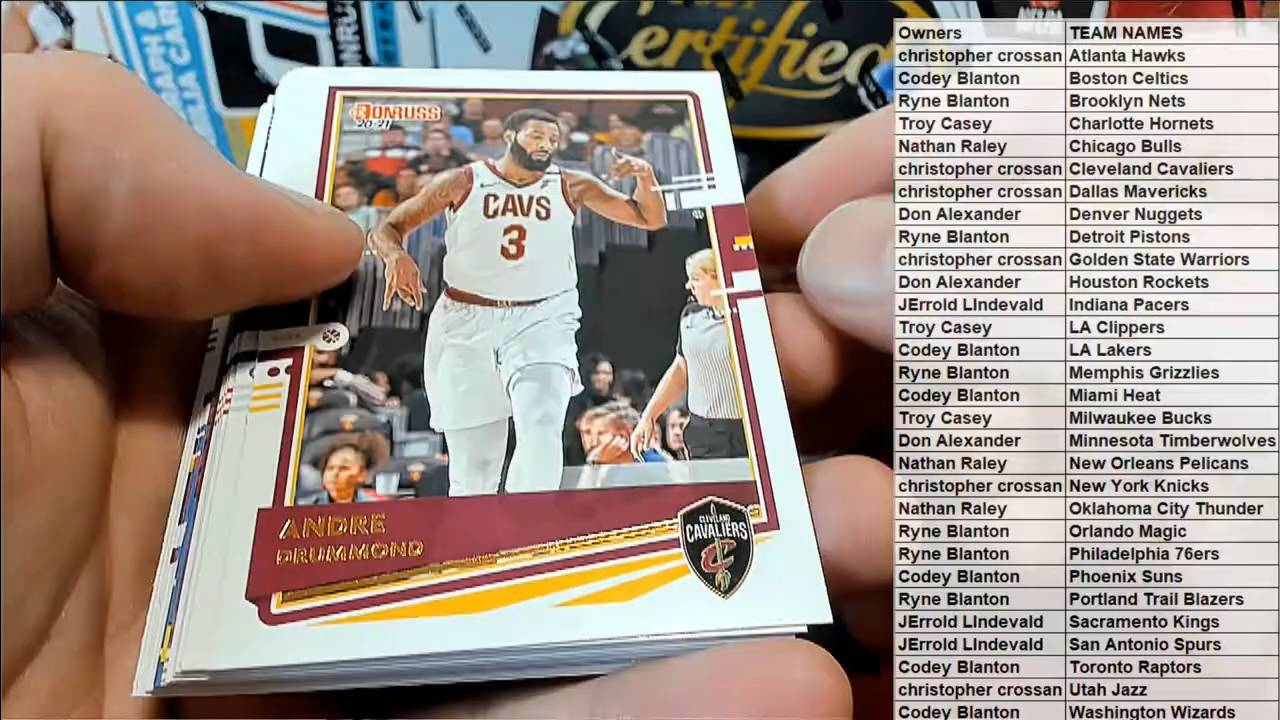 Certified
DONRUSS
20-21
CAVS
3
ANDRE
DRUMMOND
CLEVELAND
CAVALIERS
C
Owners TEAM NAMES
christopher crossan Atlanta Hawks
Codey Blanton Boston Celtics
Ryne Blanton Brooklyn Nets
Troy Casey Charlotte Hornets
Nathan Raley Chicago Bulls
christopher crossan Cleveland Cavaliers
christopher crossan Dallas Mavericks
Don Alexander Denver Nuggets
Ryne Blanton Detroit Pistons
christopher crossan Golden State Warriors
Don Alexander Houston Rockets
JErrold LIndevald Indiana Pacers
Troy Casey LA Clippers
Codey Blanton LA Lakers
Ryne Blanton Memphis Grizzlies
Codey Blanton Miami Heat
Troy Casey Milwaukee Bucks
Don Alexander Minnesota Timberwolves
Nathan Raley New Orleans Pelicans
christopher crossan New York Knicks
Nathan Raley Oklahoma City Thunder
Ryne Blanton Orlando Magic
Ryne Blanton Philadelphia 76ers
Codey Blanton Phoenix Suns
Ryne Blanton Portland Trail Blazers
JErrold LIndevald Sacramento Kings
JErrold LIndevald San Antonio Spurs
Codey Blanton Toronto Raptors
christopher crossan Utah Jazz
Codey Blanton Washington Wizards